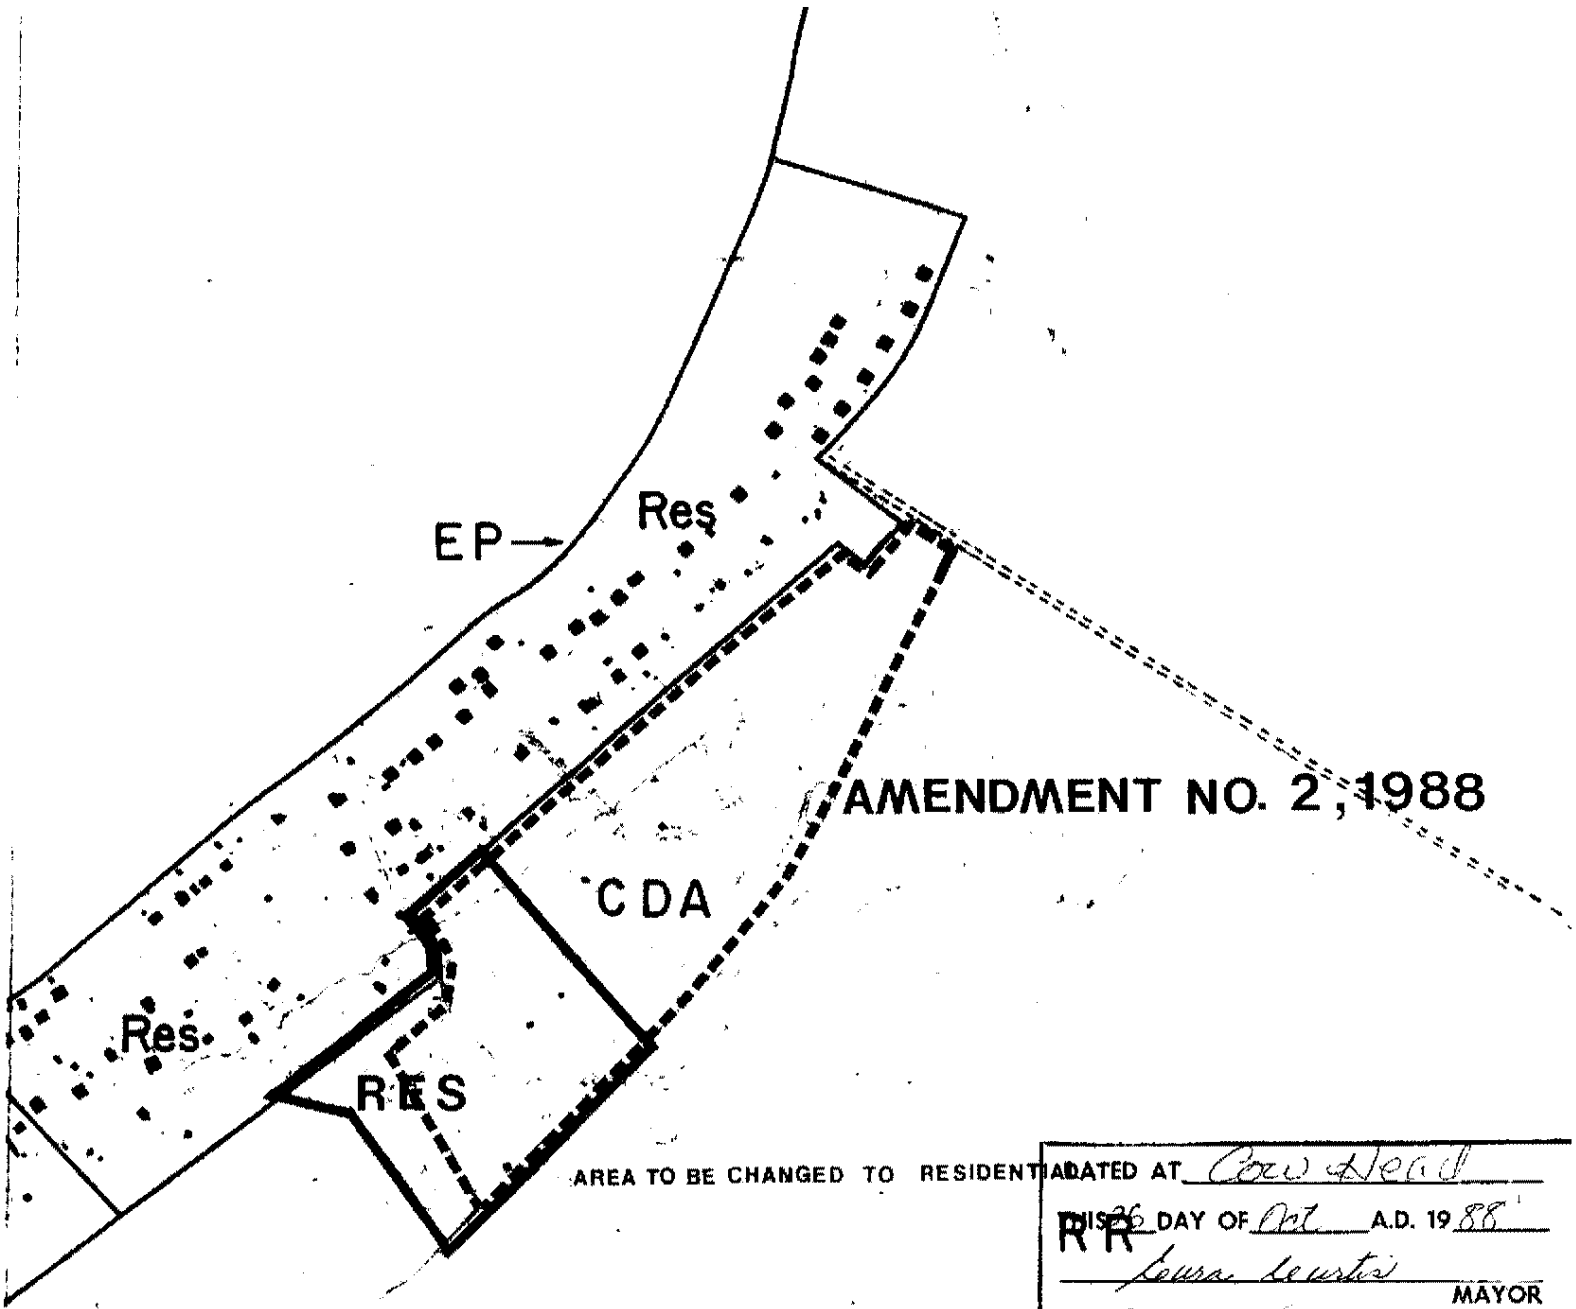 Res
EP
AMENDMENT NO. 2, 1988
CDA
Res
RES
AREA TO BE CHANGED TO RESIDENTIAL
DATED AT Cow Head
THIS 26 DAY OF Oct A.D. 19 88
RR
MAYOR